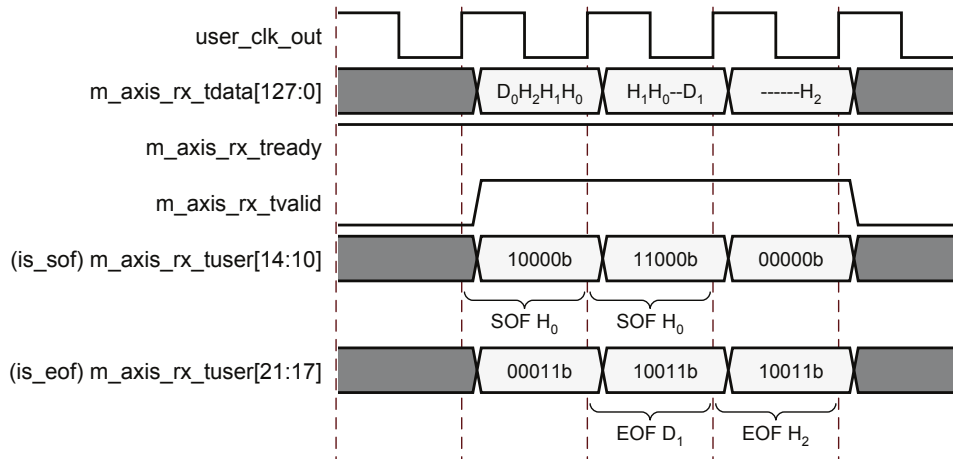 user_clk_out
m_axis_rx_tdata[127:0] D₀H₂H₁H₀ H₁H₀--D₁ ------H₂
m_axis_rx_tready
m_axis_rx_tvalid
(is_sof) m_axis_rx_tuser[14:10] 10000b 11000b 00000b
SOF H₀ SOF H₀
(is_eof) m_axis_rx_tuser[21:17] 00011b 10011b 10011b
EOF D₁ EOF H₂